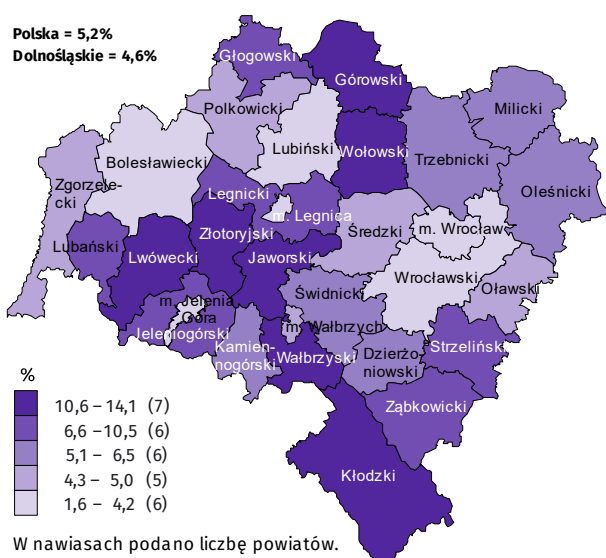 Polska = 5,2%
Dolnośląskie = 4,6%
Głogowski
Górowski
Milicki
Polkowicki
Lubiński
Wołowski
Trzebnicki
Bolesławiecki
Zgorzele-
cki
Oleśnicki
Legnicki
m. Legnica
Lubański
Złotoryjski
Średzki
m. Wrocław
Lwówecki
Jaworski
Wrocławski
Oławski
m. Jelenia
Góra
Świdnicki
Jeleniogórski
m. Wałbrzych
Kamien-
nogórski
Wałbrzyski
Dzierżo-
niowski
Strzeliński
Ząbkowicki
Kłodzki
%
10,6 – 14,1 (7)
6,6 –10,5 (6)
5,1 – 6,5 (6)
4,3 – 5,0 (5)
1,6 – 4,2 (6)
W nawiasach podano liczbę powiatów.